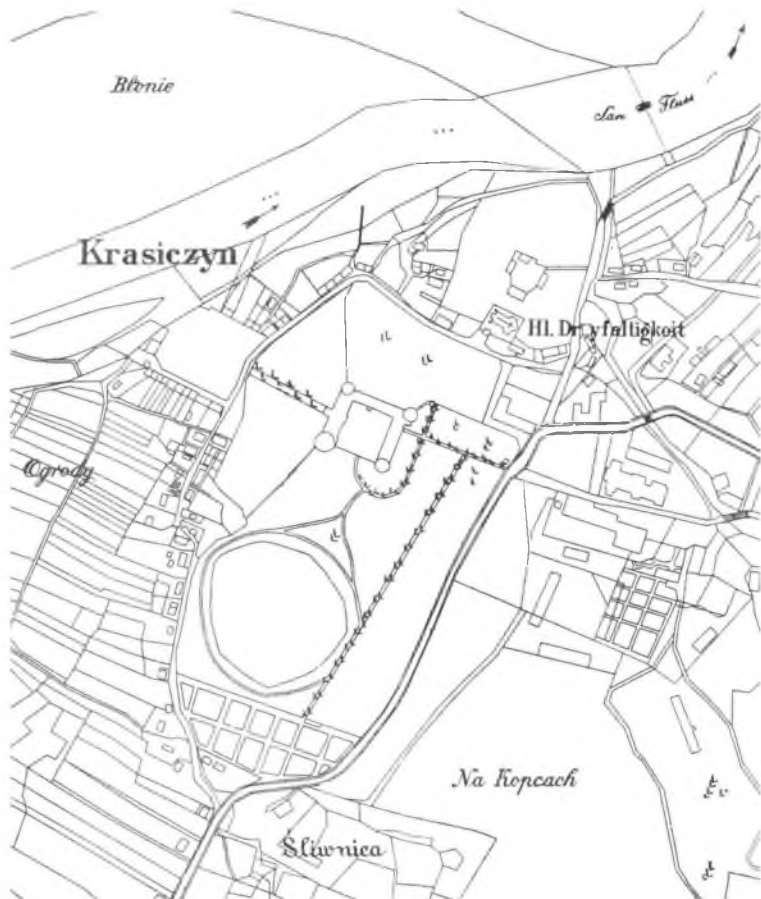 Błonie
San Fluss
Krasiczyn
Hl. Dreyfaltigkeit
Ogrody
Na Kopcach
Śliwnica